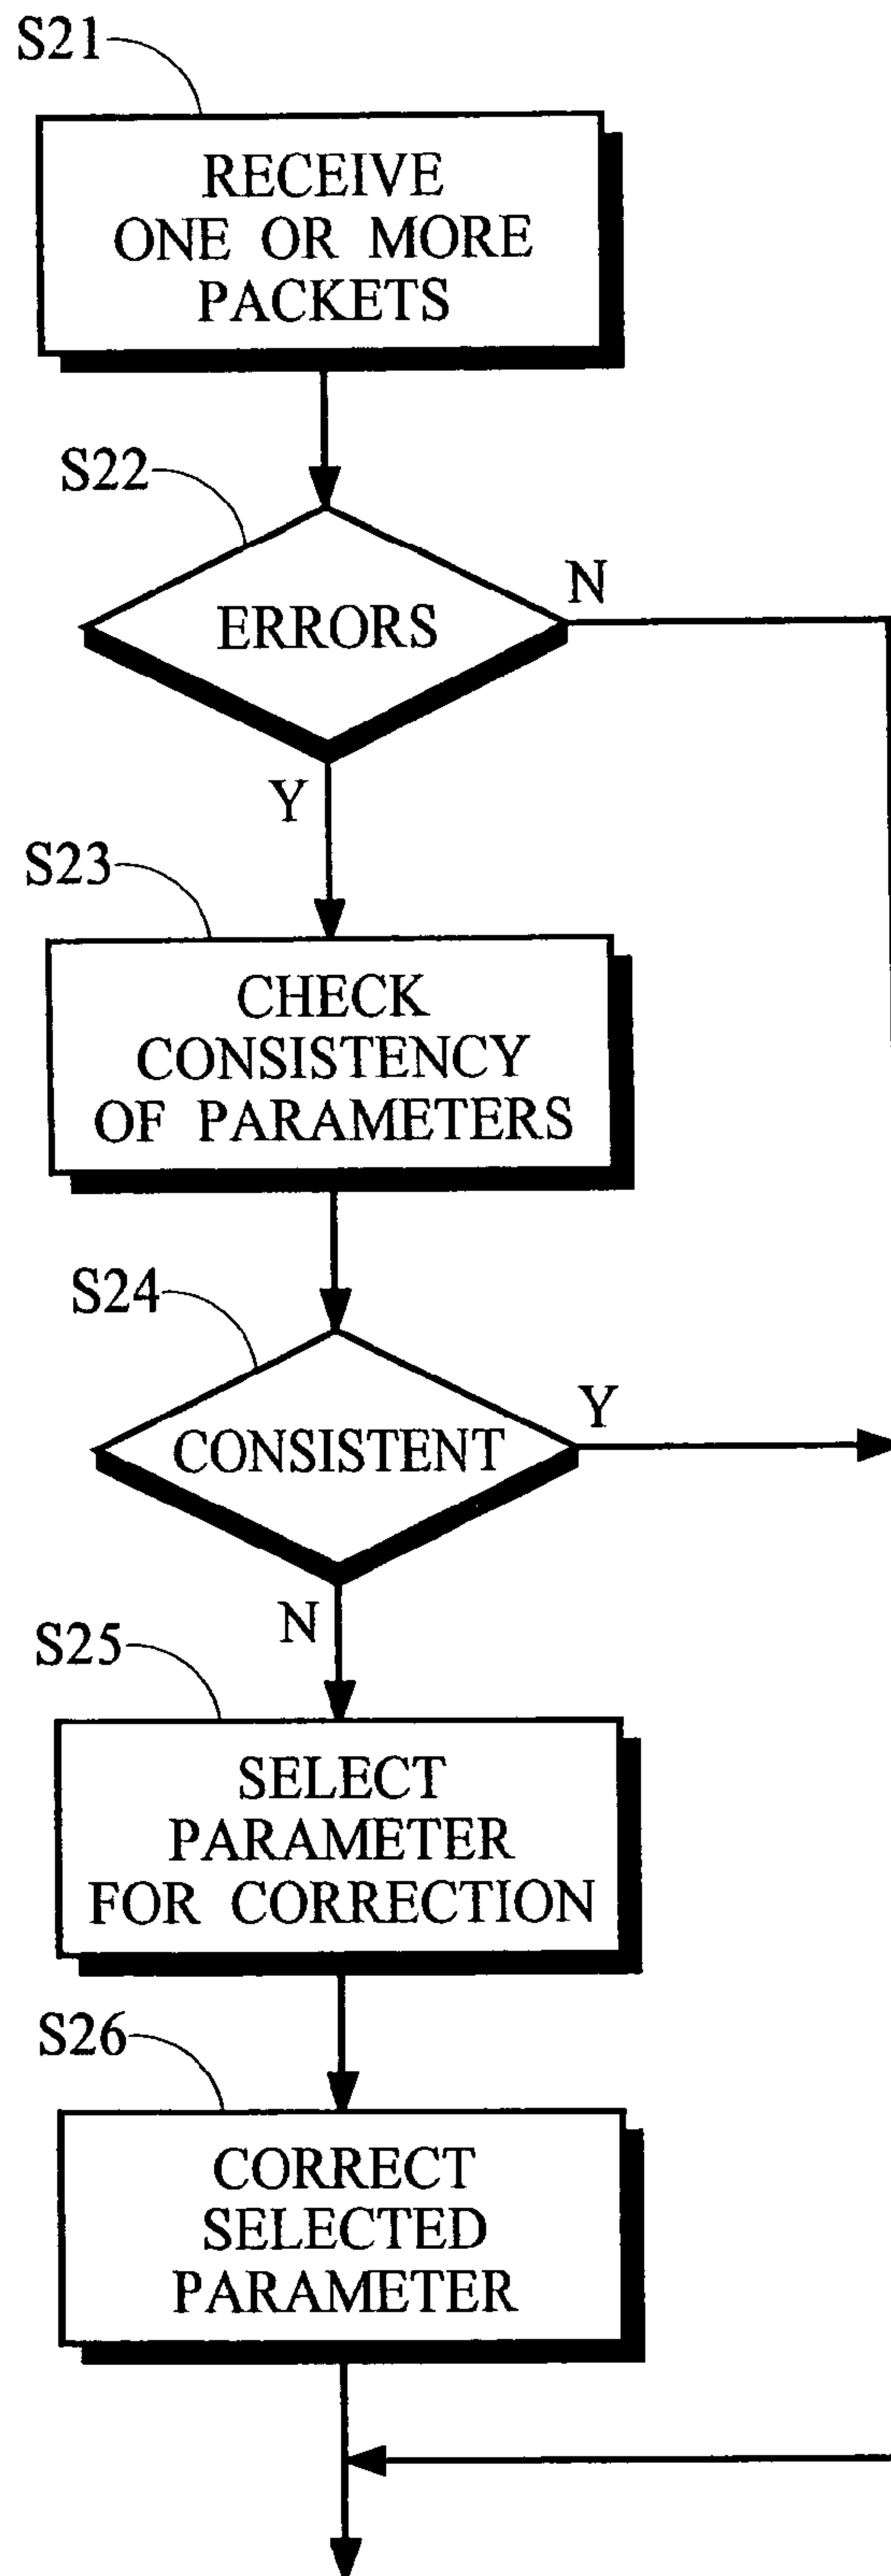 S21
RECEIVE
ONE OR MORE
PACKETS
S22
ERRORS
N
Y
S23
CHECK
CONSISTENCY
OF PARAMETERS
S24
CONSISTENT
Y
N
S25
SELECT
PARAMETER
FOR CORRECTION
S26
CORRECT
SELECTED
PARAMETER